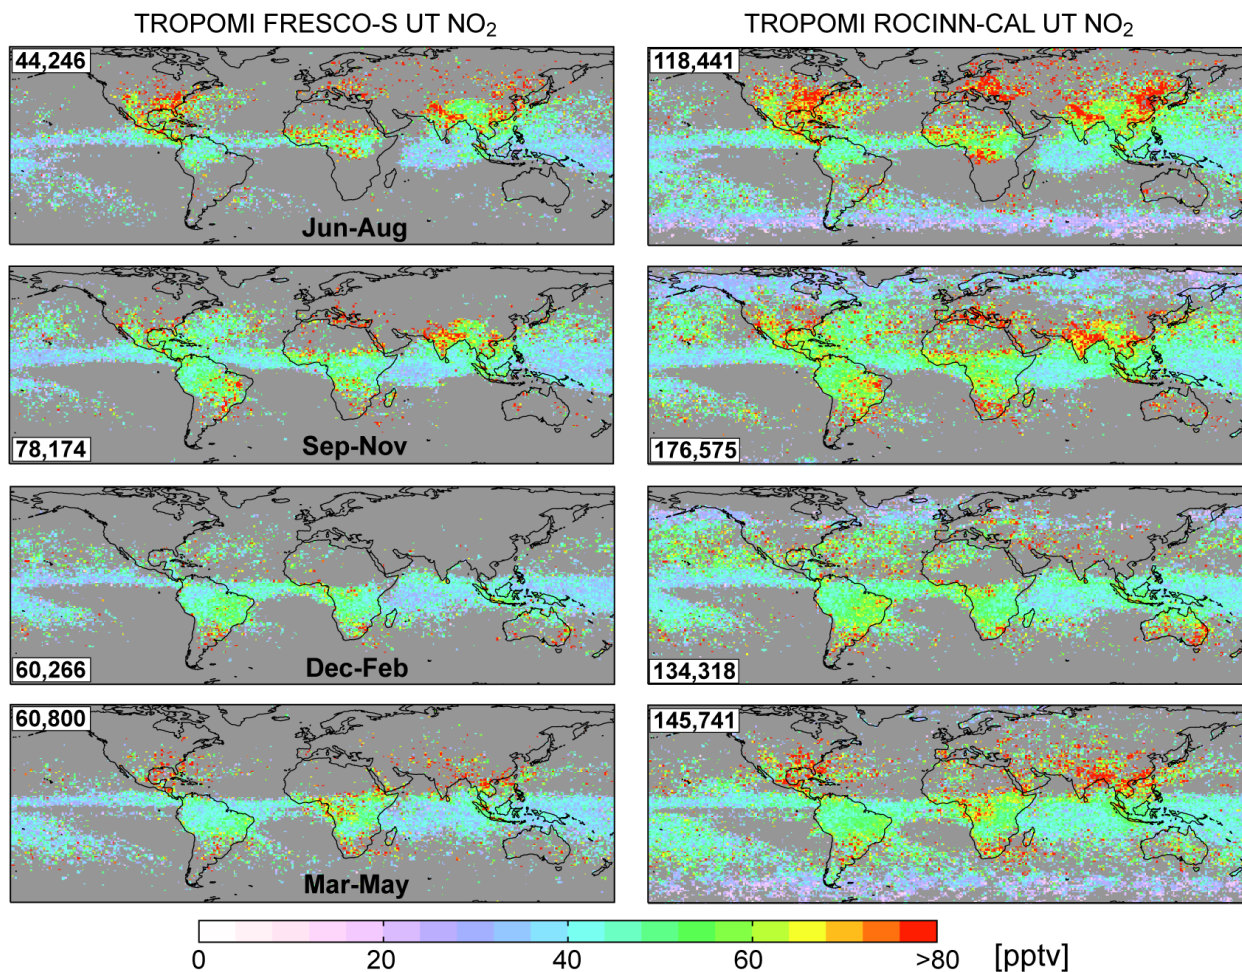 TROPOMI FRESCO-S UT NO₂
TROPOMI ROCINN-CAL UT NO₂
44,246
Jun-Aug
118,441
78,174
Sep-Nov
176,575
60,266
Dec-Feb
134,318
60,800
Mar-May
145,741
0 20 40 60 >80 [pptv]